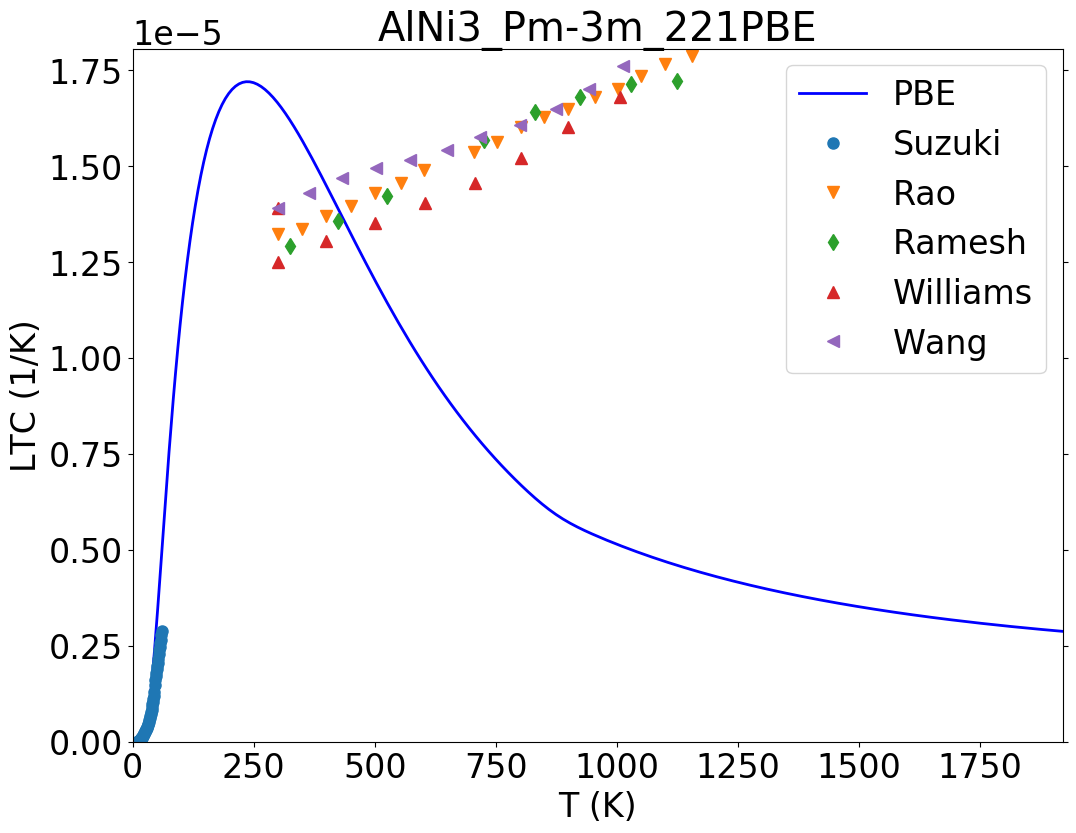 AlNi3_Pm-3m_221PBE
1e−5
1.75
1.50
1.25
1.00
0.75
0.50
0.25
0.00
LTC (1/K)
PBE
Suzuki
Rao
Ramesh
Williams
Wang
0 250 500 750 1000 1250 1500 1750
T (K)